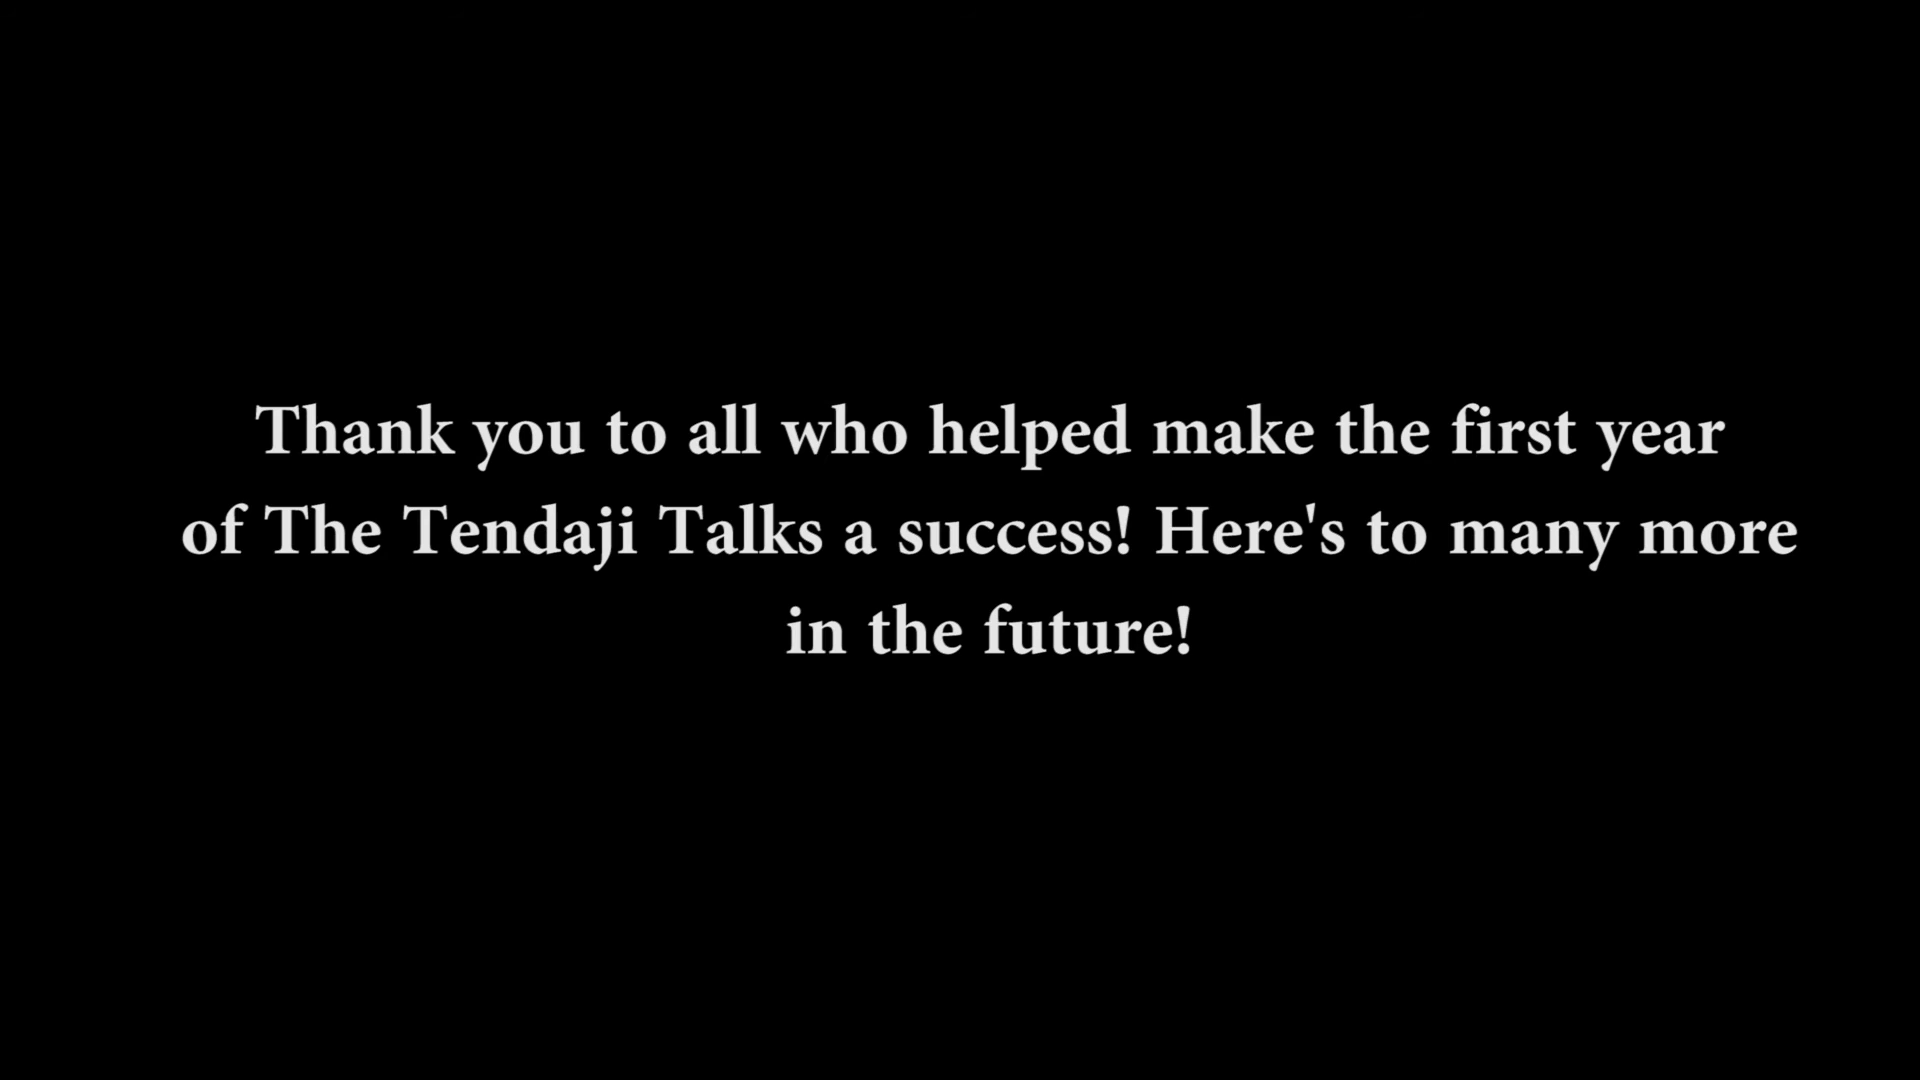 Thank you to all who helped make the first year
of The Tendaji Talks a success! Here's to many more
in the future!